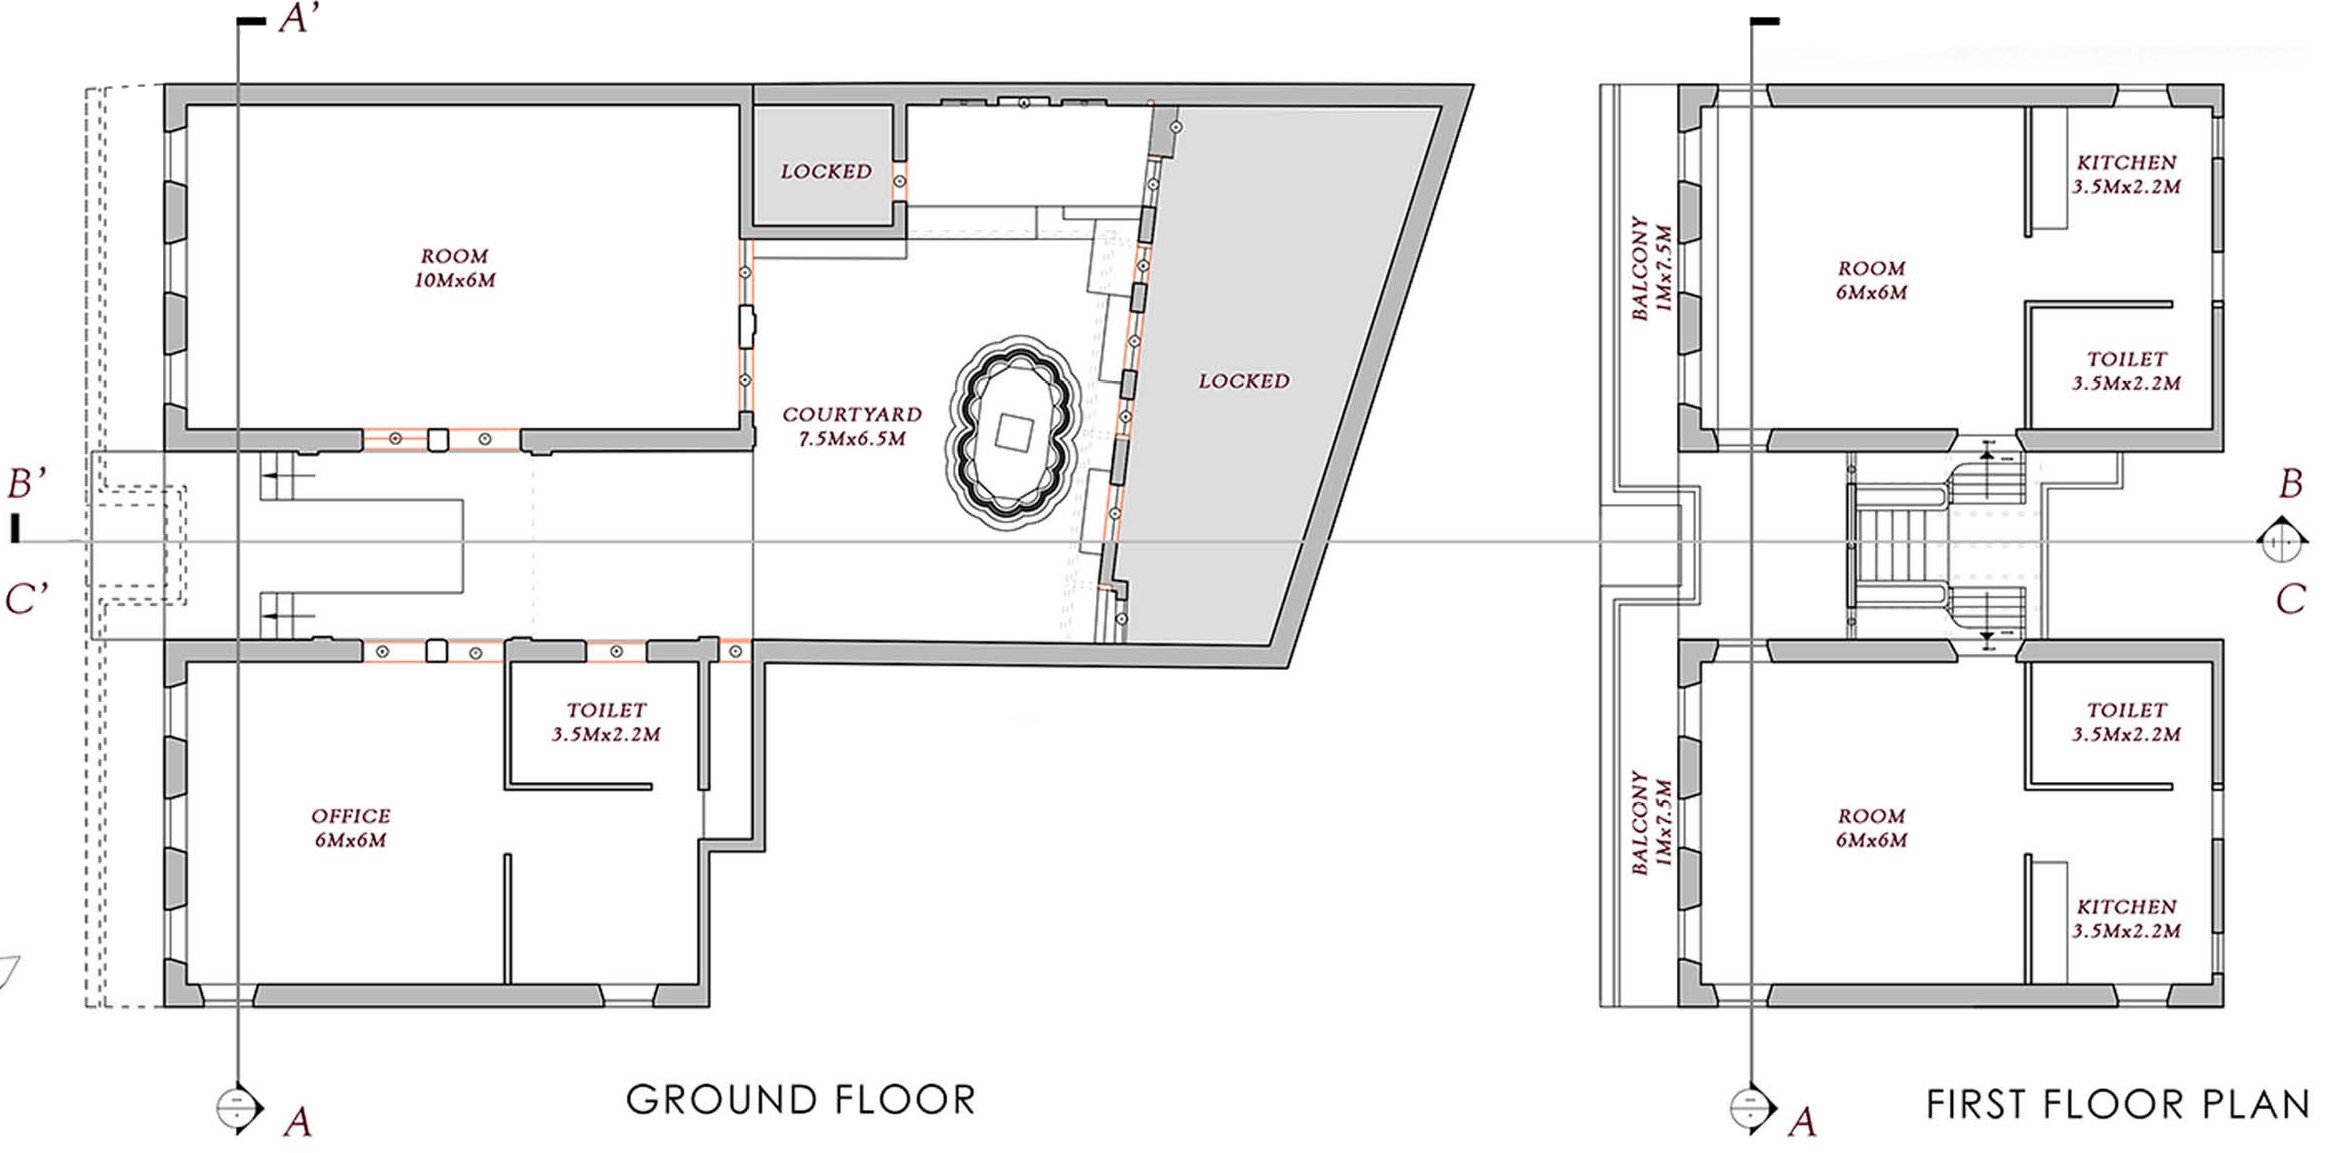 B
C
KITCHEN
3.5Mx2.2M
TOILET
3.5Mx2.2M
TOILET
3.5Mx2.2M
KITCHEN
3.5Mx2.2M
ROOM
6Mx6M
ROOM
6Mx6M
A
BALCONY
1Mx7.5M
BALCONY
1Mx7.5M
FIRST FLOOR PLAN
LOCKED
LOCKED
COURTYARD
7.5Mx6.5M
ROOM
10Mx6M
TOILET
3.5Mx2.2M
OFFICE
6Mx6M
A'
A
B'
C'
GROUND FLOOR